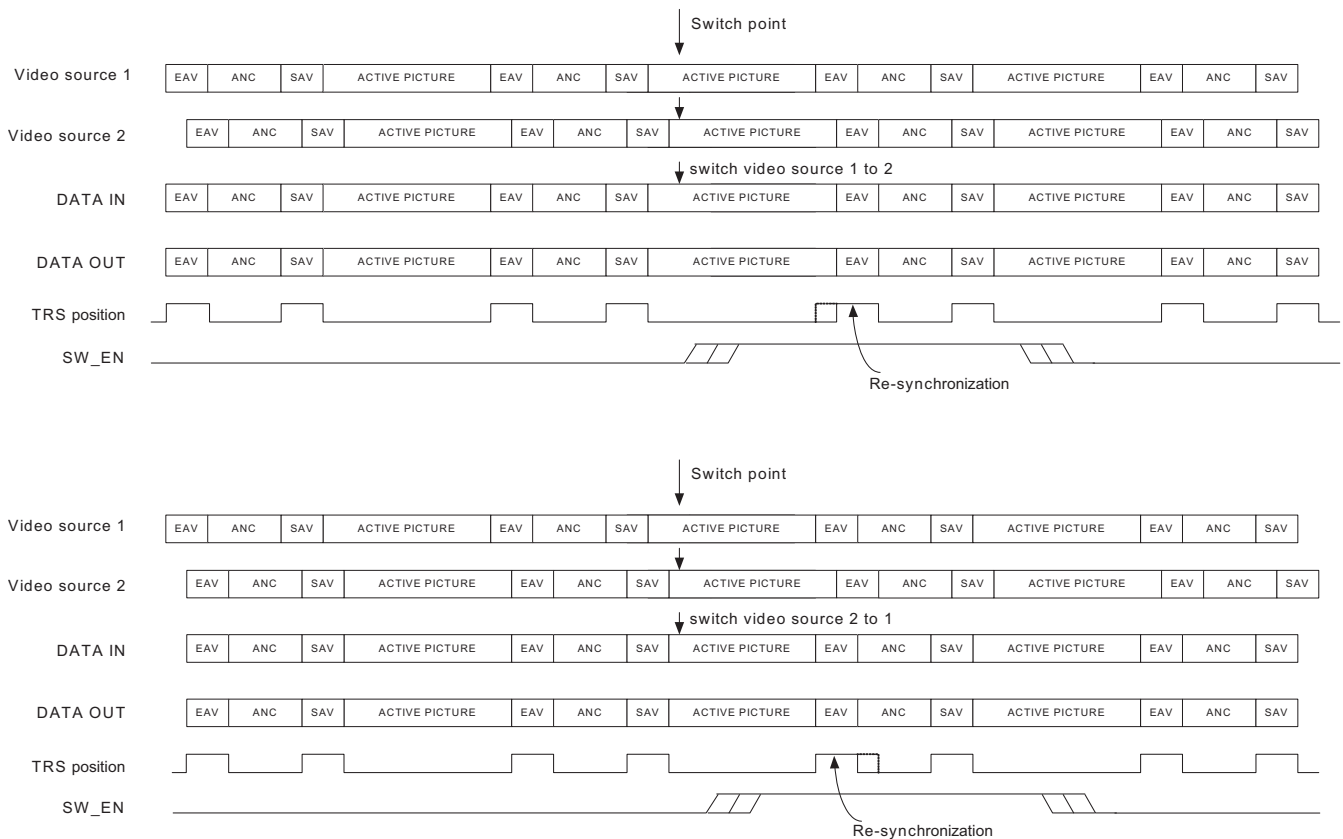 Switch point
Video source 1 EAV ANC SAV ACTIVE PICTURE EAV ANC SAV ACTIVE PICTURE EAV ANC SAV ACTIVE PICTURE EAV ANC SAV
Video source 2 EAV ANC SAV ACTIVE PICTURE EAV ANC SAV ACTIVE PICTURE EAV ANC SAV ACTIVE PICTURE EAV ANC SAV
switch video source 1 to 2
DATA IN EAV ANC SAV ACTIVE PICTURE EAV ANC SAV ACTIVE PICTURE EAV ANC SAV ACTIVE PICTURE EAV ANC SAV
DATA OUT EAV ANC SAV ACTIVE PICTURE EAV ANC SAV ACTIVE PICTURE EAV ANC SAV ACTIVE PICTURE EAV ANC SAV
TRS position
SW_EN
Re-synchronization
Switch point
Video source 1 EAV ANC SAV ACTIVE PICTURE EAV ANC SAV ACTIVE PICTURE EAV ANC SAV ACTIVE PICTURE EAV ANC SAV
Video source 2 EAV ANC SAV ACTIVE PICTURE EAV ANC SAV ACTIVE PICTURE EAV ANC SAV ACTIVE PICTURE EAV ANC SAV
switch video source 2 to 1
DATA IN EAV ANC SAV ACTIVE PICTURE EAV ANC SAV ACTIVE PICTURE EAV ANC SAV ACTIVE PICTURE EAV ANC SAV
DATA OUT EAV ANC SAV ACTIVE PICTURE EAV ANC SAV ACTIVE PICTURE EAV ANC SAV ACTIVE PICTURE EAV ANC SAV
TRS position
SW_EN
Re-synchronization